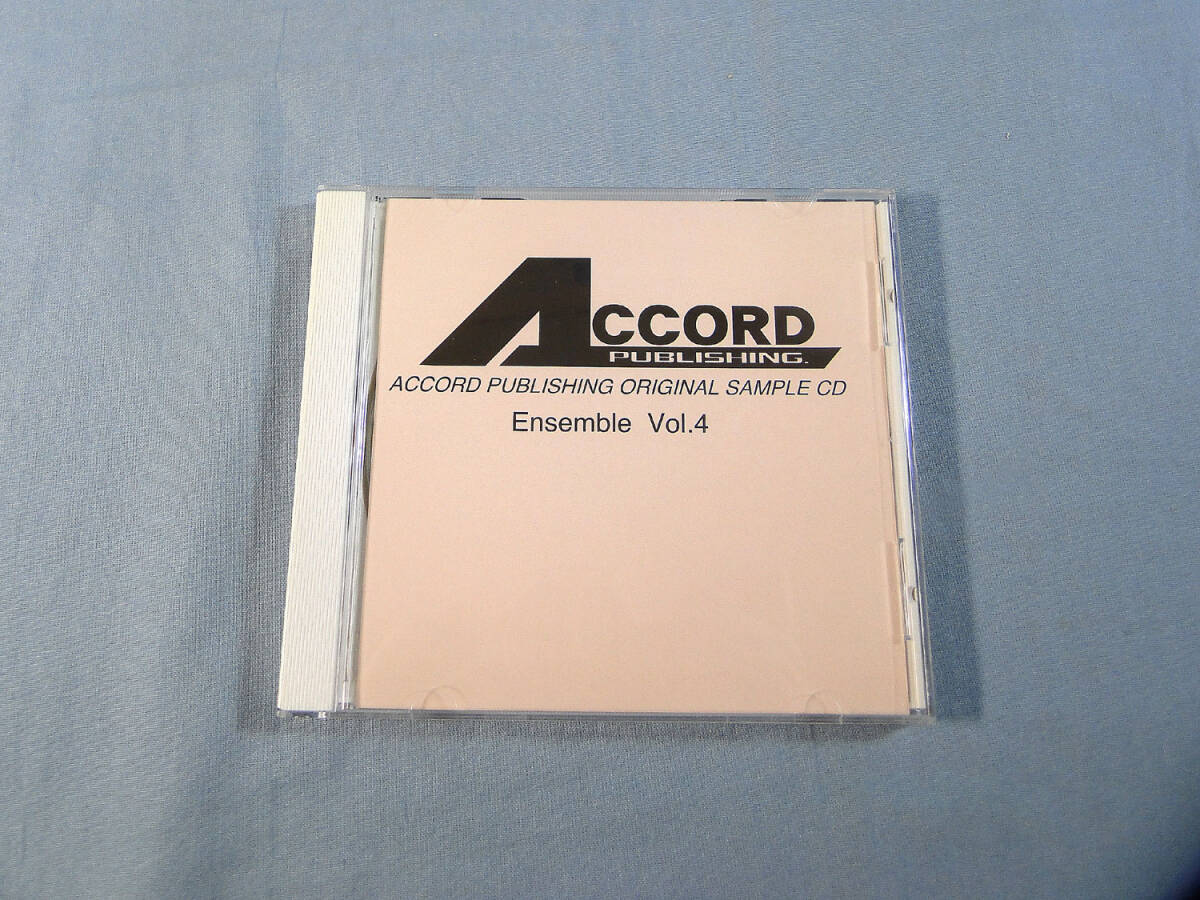 ACCORD
PUBLISHING.
ACCORD PUBLISHING ORIGINAL SAMPLE CD
Ensemble Vol.4